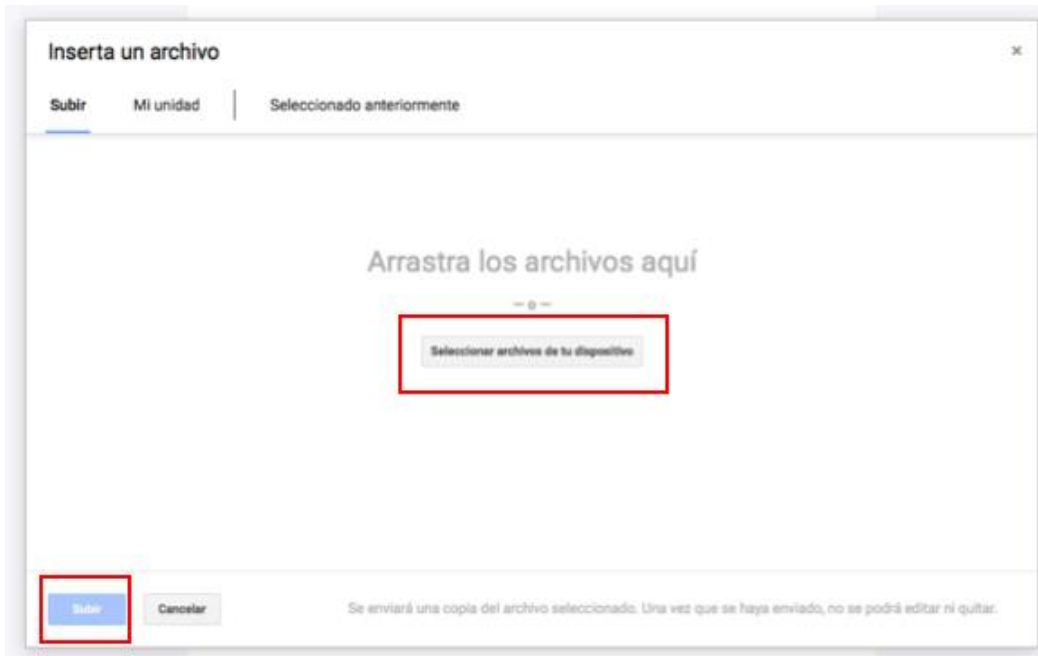 Inserta un archivo
×
Subir Mi unidad Seleccionado anteriormente
Arrastra los archivos aquí
— o —
Seleccionar archivos de tu dispositivo
Subir Cancelar Se enviará una copia del archivo seleccionado. Una vez que se haya enviado, no se podrá editar ni quitar.